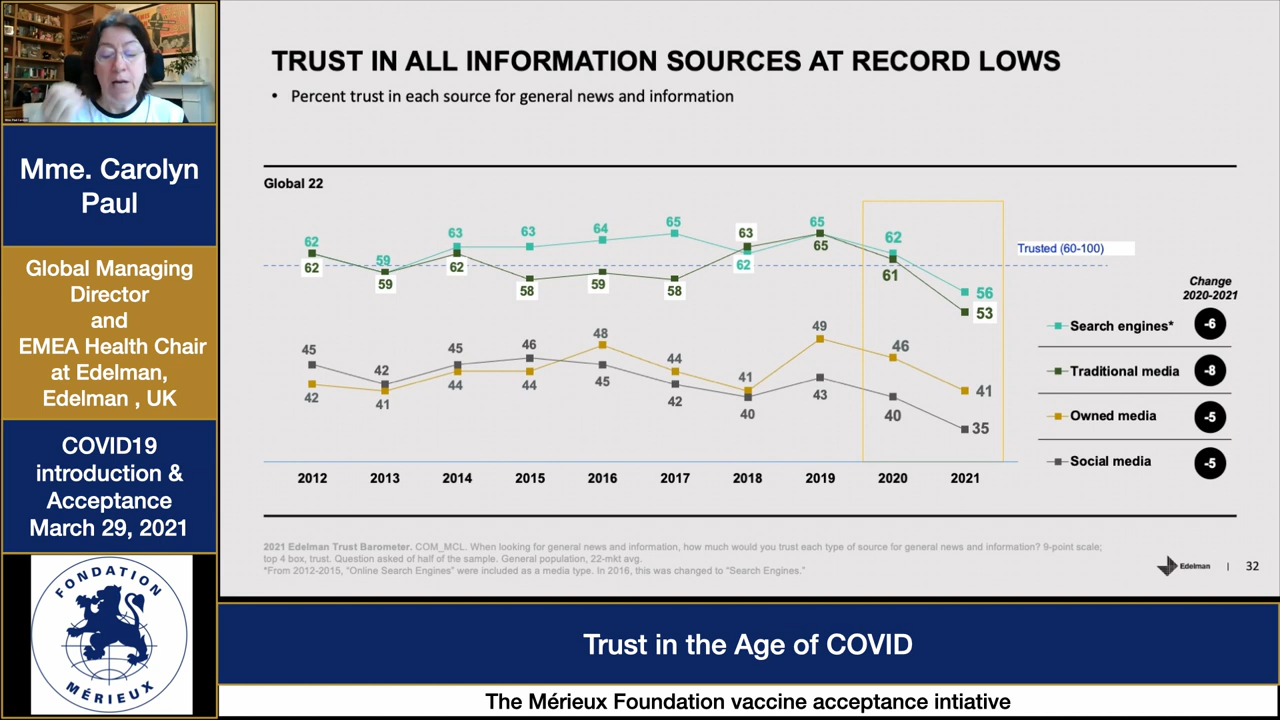 Mme. Carolyn
Paul
Global Managing
Director
and
EMEA Health Chair
at Edelman,
Edelman , UK
COVID19
introduction &
Acceptance
March 29, 2021
FONDATION
MÉRIEUX
TRUST IN ALL INFORMATION SOURCES AT RECORD LOWS
• Percent trust in each source for general news and information
Global 22
62 59 63 63 64 65 62 65 62 56
62 59 62 58 59 58 63 65 61 53
Trusted (60-100)
42 41 44 44 48 44 41 49 46 41
45 42 45 46 45 42 40 43 40 35
2012 2013 2014 2015 2016 2017 2018 2019 2020 2021
Change
2020-2021
Search engines* -6
Traditional media -8
Owned media -5
Social media -5
2021 Edelman Trust Barometer. COM_MCL. When looking for general news and information, how much would you trust each type of source for general news and information? 9-point scale;
top 4 box, trust. Question asked of half of the sample. General population, 22-mkt avg.
*From 2012-2015, “Online Search Engines” were included as a media type. In 2016, this was changed to “Search Engines.”
Edelman | 32
Trust in the Age of COVID
The Mérieux Foundation vaccine acceptance intiative